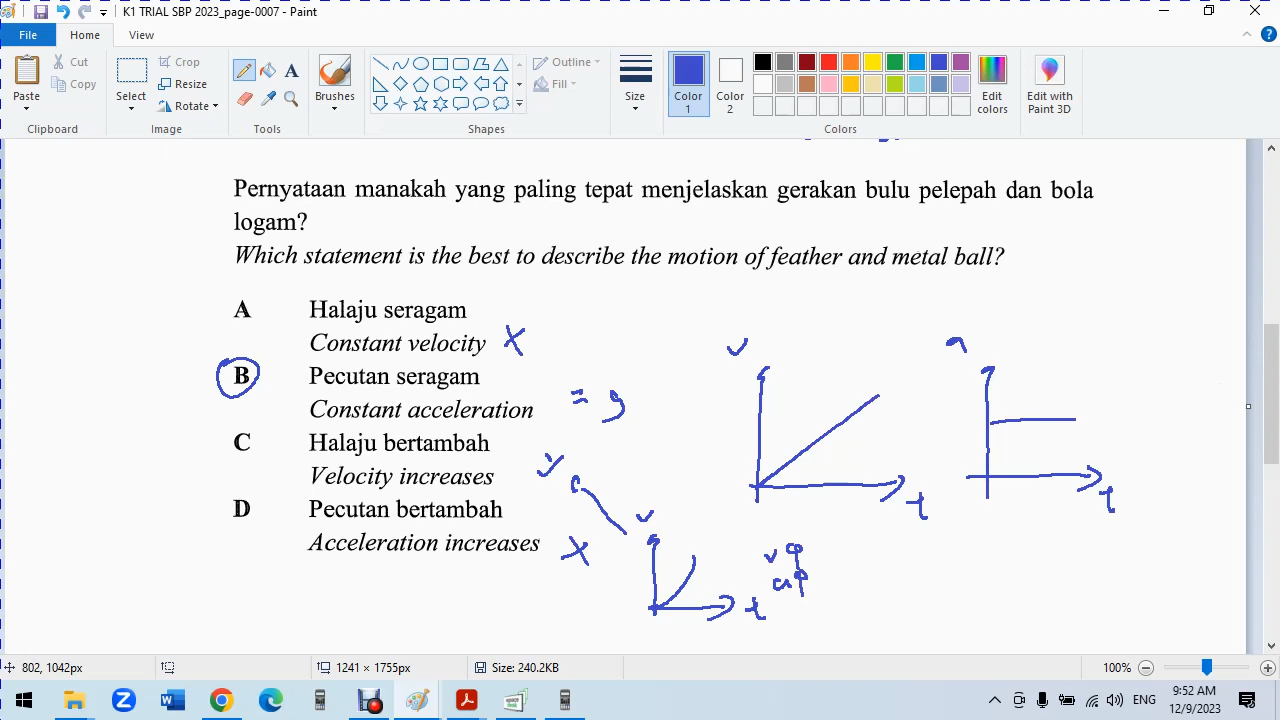 K1 TRIAL SBP 2023_page-0007 - Paint
File Home View
Cut
Copy
Paste
Clipboard
Select
Crop
Resize
Rotate
Image
A
Tools
Brushes
Outline
Fill
Shapes
Size
Color 1
Color 2
Edit colors
Colors
Edit with Paint 3D
Pernyataan manakah yang paling tepat menjelaskan gerakan bulu pelepah dan bola
logam?
Which statement is the best to describe the motion of feather and metal ball?
A Halaju seragam
Constant velocity X
B Pecutan seragam
Constant acceleration = g
C Halaju bertambah
Velocity increases
D Pecutan bertambah
Acceleration increases X
v
t
a
t
v
t
v
a
802, 1042px
1241 × 1755px
Size: 240.2KB
100%
ENG
9:52 AM
12/9/2023